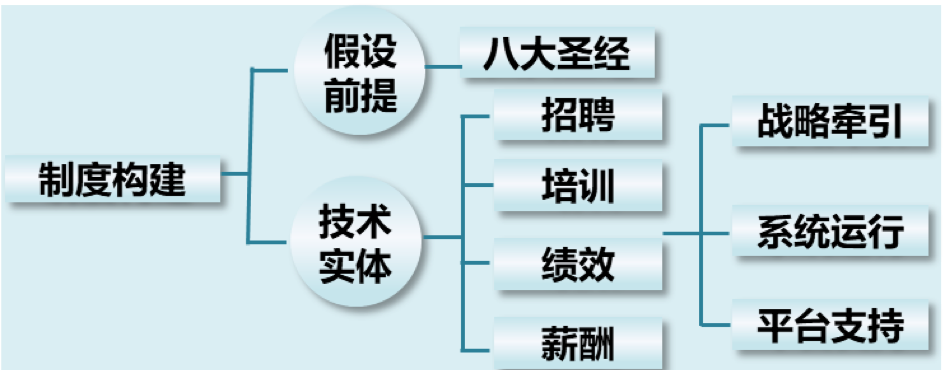 制度构建
假设
前提
八大圣经
技术
实体
招聘
培训
绩效
薪酬
战略牵引
系统运行
平台支持